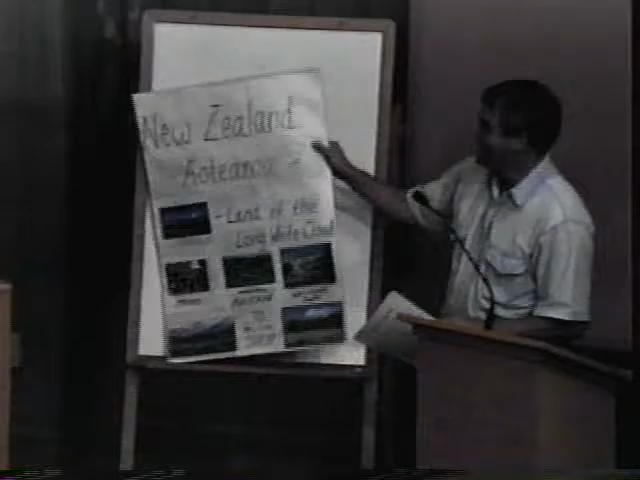 New Zealand
Aotearoa -
- Land of the
Long White Cloud